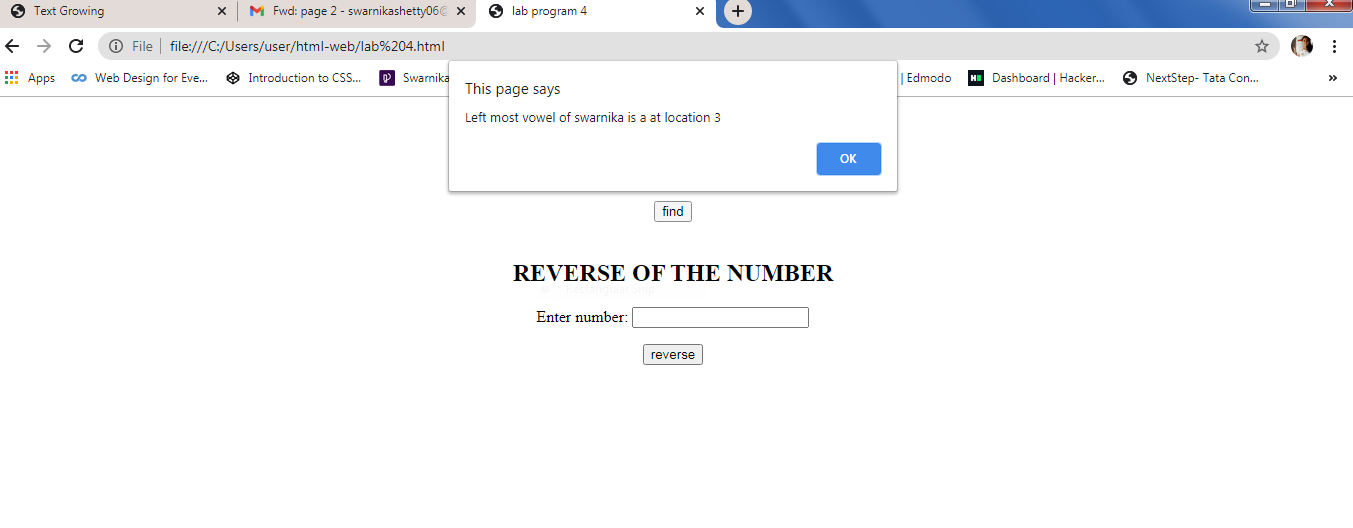 Text Growing
Fwd: page 2 - swarnikashetty06@
lab program 4
File
file:///C:/Users/user/html-web/lab%204.html
Apps
Web Design for Eve...
Introduction to CSS...
Swarnika
| Edmodo
Dashboard | Hacker...
NextStep- Tata Con...
»
This page says
Left most vowel of swarnika is a at location 3
OK
find
REVERSE OF THE NUMBER
Enter number:
reverse